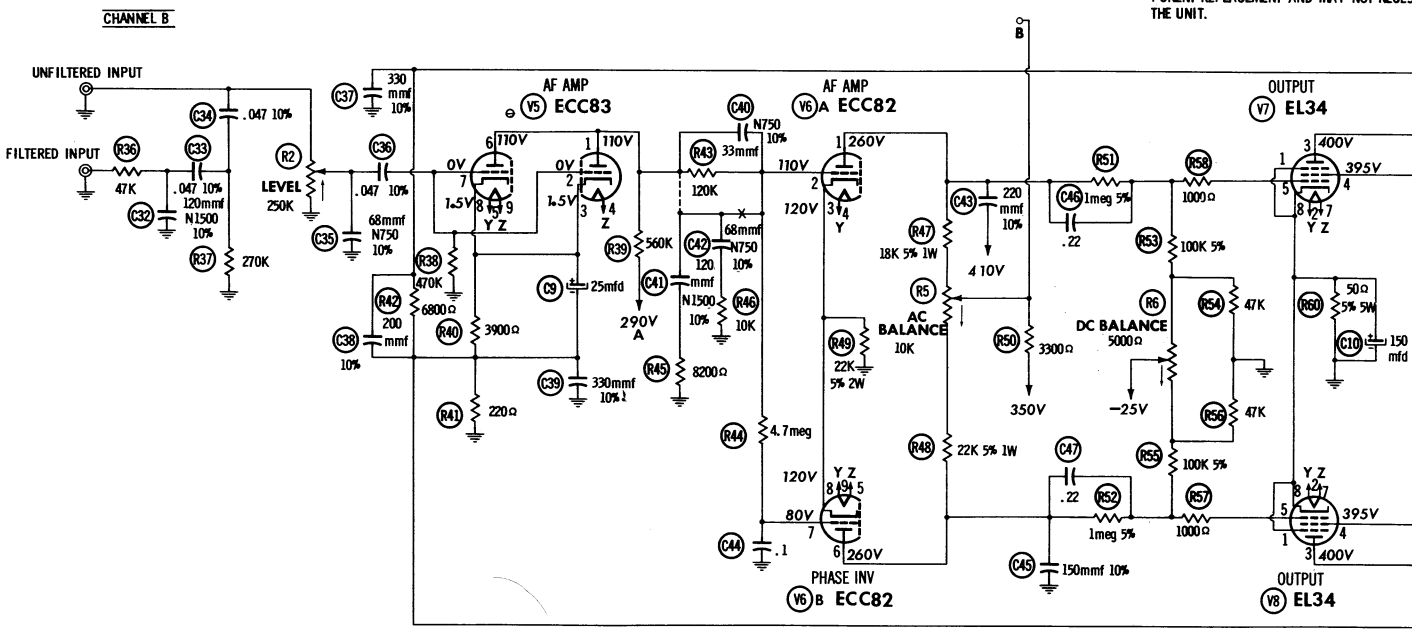 CHANNEL B
THE UNIT.
B
UNFILTERED INPUT
C37
330
mmf
10%
AF AMP
V5 ECC83
AF AMP
V6 A ECC82
OUTPUT
V7 EL34
C34
.047 10%
C40
N750
10%
33mmf
FILTERED INPUT
R36
47K
C33
.047 10%
120mmf
N1500
10%
C32
R37
270K
R2
LEVEL
250K
C36
.047 10%
C35
68mmf
N750
10%
6 110V
0V
7
1.5V
8 5 9
Y Z
1 110V
0V
2
1.5V
3 4
Z
R43
120K
110V
1 260V
2
120V
3 4
Y
C43
220
mmf
10%
410V
R51
1meg 5%
C46
.22
R58
1000Ω
3 400V
395V
1
5
4
8 2 7
Y Z
R38
470K
R39
560K
290V
A
C41
C42
68mmf
N750
10%
120
mmf
N1500
10%
R46
10K
R47
18K 5% 1W
R53
100K 5%
R42
6800Ω
200
mmf
C38
10%
R40
3900Ω
C9
25mfd
R5
AC
BALANCE
10K
R6
DC BALANCE
5000Ω
R54
47K
R60
50Ω
5% 5W
C10
150
mfd
R45
8200Ω
R49
22K
5% 2W
R50
3300Ω
350V
-25V
C39
330mmf
10%
R41
220Ω
R56
47K
R44
4.7meg
R48
22K 5% 1W
R55
100K 5%
C47
.22
R52
1meg 5%
R57
1000Ω
120V
Y Z
8 9 5
80V
7
6 260V
C44
.1
C45
150mmf 10%
Y Z
8 2 7
5
1
4
395V
3 400V
PHASE INV
V6 B ECC82
OUTPUT
V8 EL34